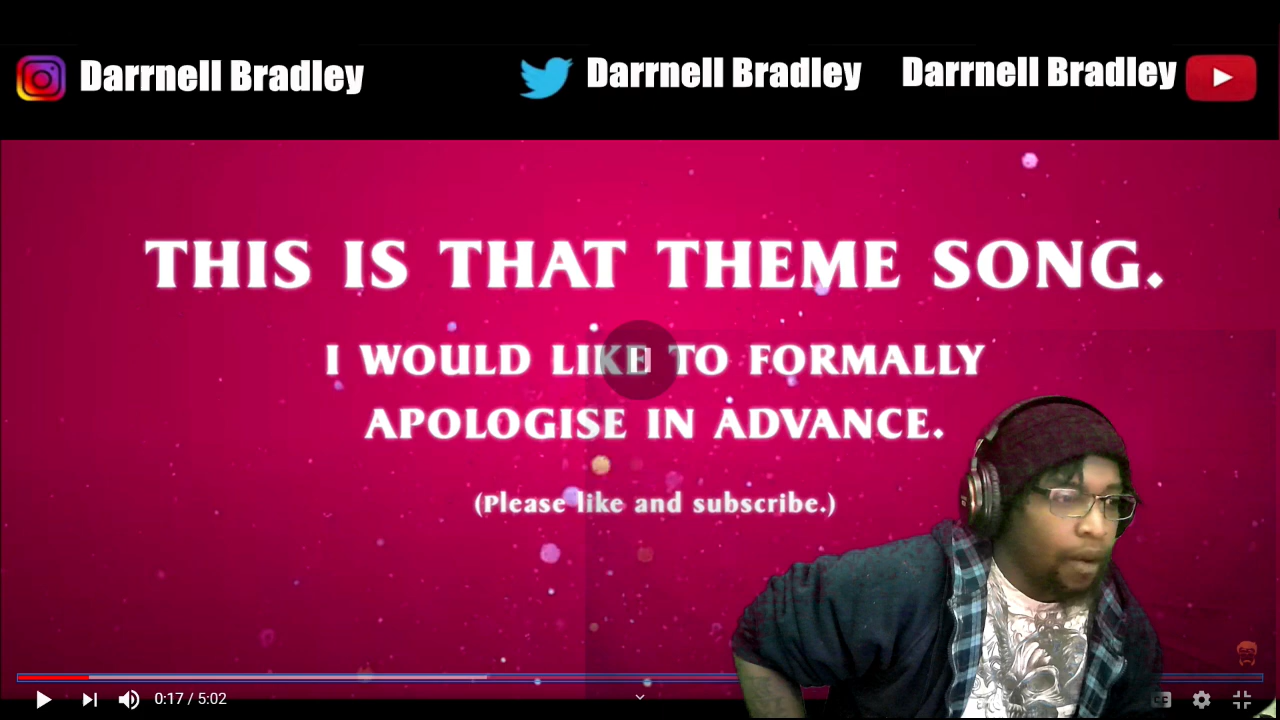 Darrnell Bradley
Darrnell Bradley
Darrnell Bradley
THIS IS THAT THEME SONG.
I WOULD LIKE TO FORMALLY
APOLOGISE IN ADVANCE.
(Please like and subscribe.)
0:17 / 5:02
CC